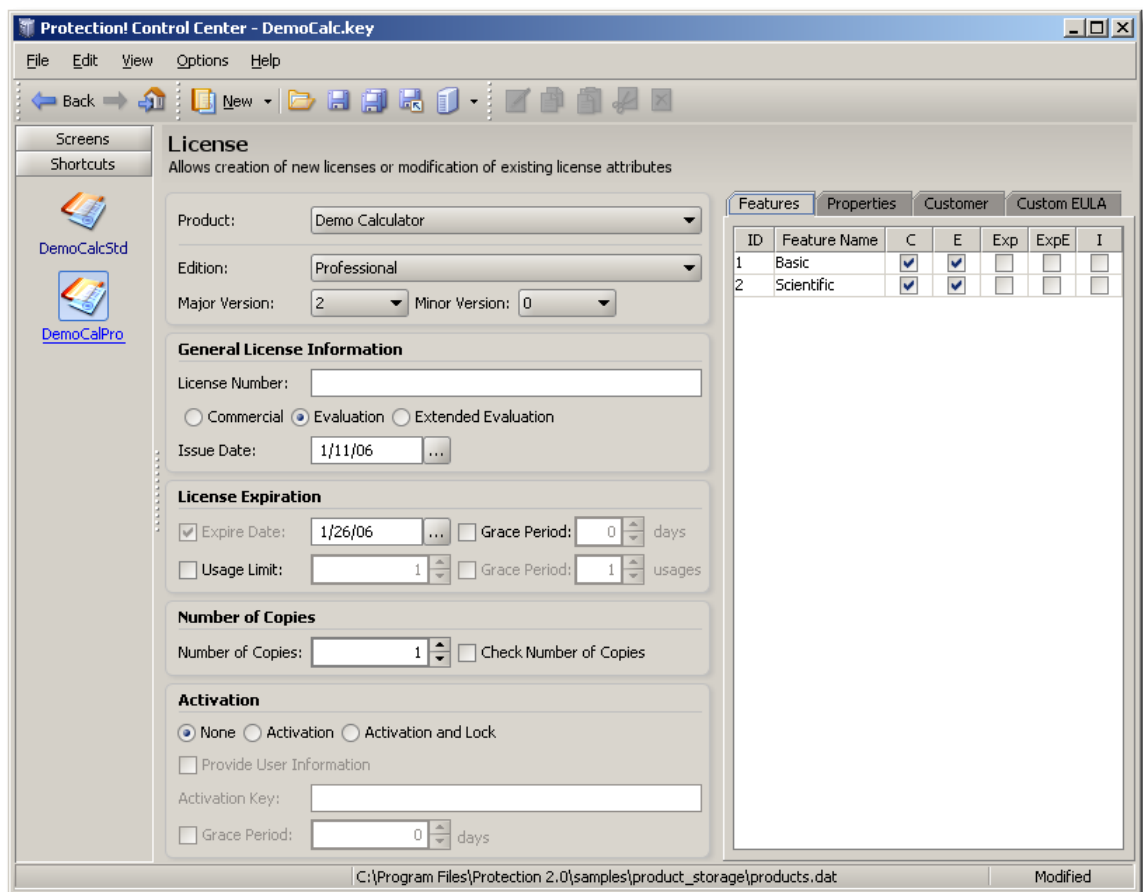 Protection! Control Center - DemoCalc.key
File Edit View Options Help
Back New
Screens
Shortcuts
DemoCalcStd
DemoCalPro
License
Allows creation of new licenses or modification of existing license attributes
Product: Demo Calculator
Edition: Professional
Major Version: 2 Minor Version: 0
General License Information
License Number:
Commercial Evaluation Extended Evaluation
Issue Date: 1/11/06 ...
License Expiration
Expire Date: 1/26/06 ... Grace Period: 0 days
Usage Limit: 1 Grace Period: 1 usages
Number of Copies
Number of Copies: 1 Check Number of Copies
Activation
None Activation Activation and Lock
Provide User Information
Activation Key:
Grace Period: 0 days
Features Properties Customer Custom EULA
ID Feature Name C E Exp ExpE I
1 Basic
2 Scientific
C:\Program Files\Protection 2.0\samples\product_storage\products.dat Modified